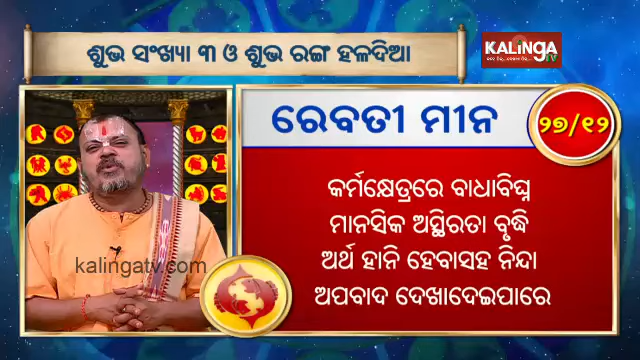 ଶୁଭ ସଂଖ୍ୟା ୩ ଓ ଶୁଭ ରଙ୍ଗ ହଳଦିଆ
KALINGA
TV
ରେବତୀ ମୀନ
୨୭/୧୨
କର୍ମକ୍ଷେତ୍ରରେ ବାଧାବିଘ୍ନ
ମାନସିକ ଅସ୍ଥିରତା ବୃଦ୍ଧି
ଅର୍ଥ ହାନି ହେବାସହ ନିନ୍ଦା
ଅପବାଦ ଦେଖାଦେଇପାରେ
kalingatv.com